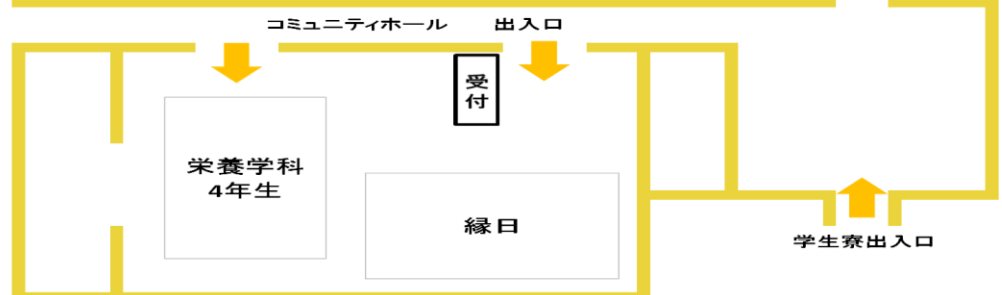 コミュニティホール 出入口
受
付
栄養学科
4年生
縁日
学生寮出入口